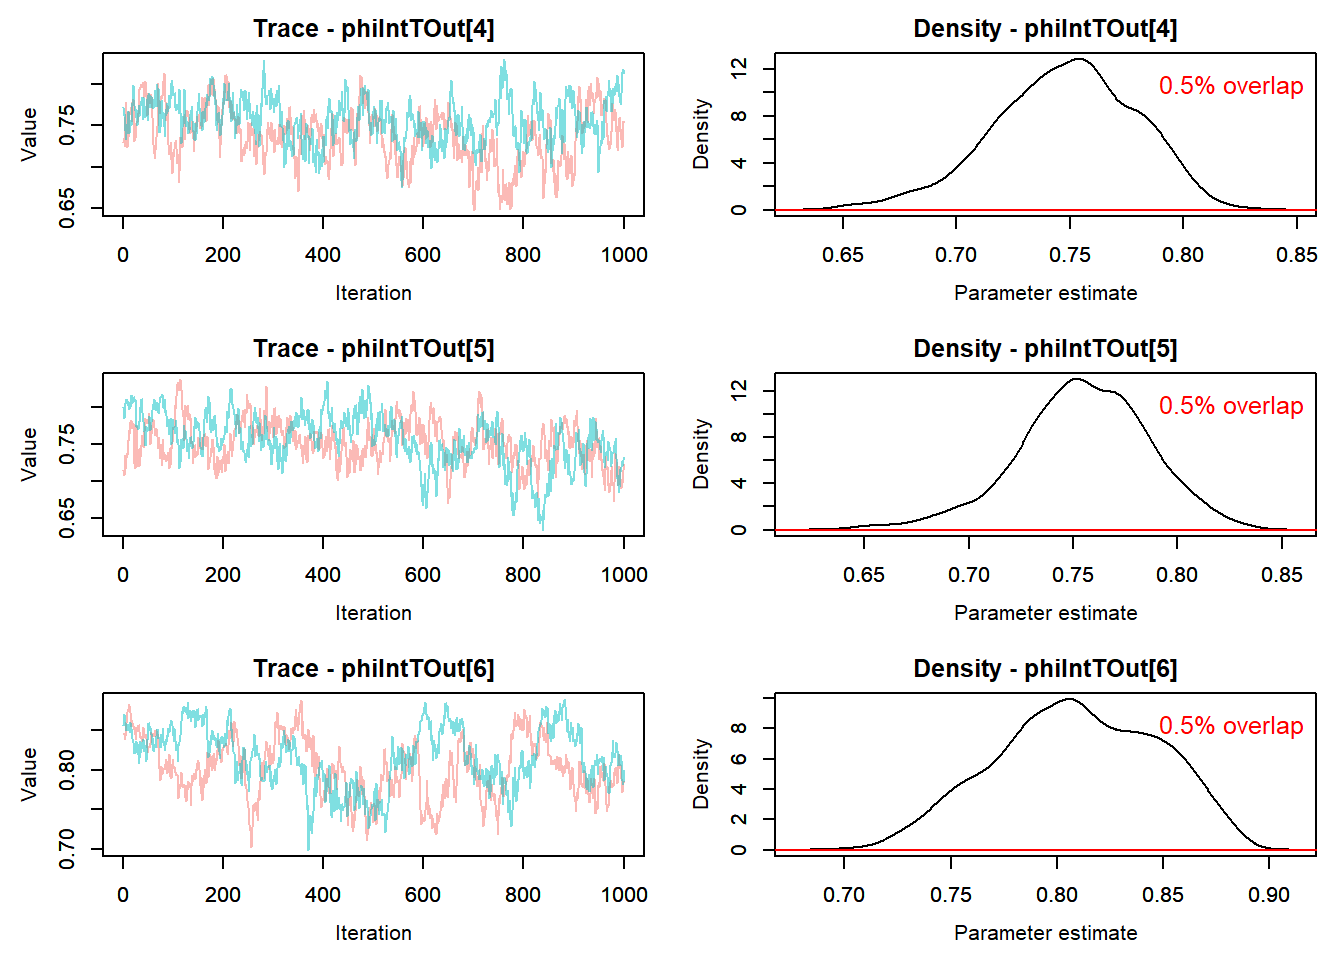 Trace - phiIntTOut[4]
Value
0.65 0.75
0 200 400 600 800 1000
Iteration
Density - phiIntTOut[4]
0.5% overlap
Density
0 4 8 12
0.65 0.70 0.75 0.80 0.85
Parameter estimate
Trace - phiIntTOut[5]
Value
0.65 0.75
0 200 400 600 800 1000
Iteration
Density - phiIntTOut[5]
0.5% overlap
Density
0 4 8 12
0.65 0.70 0.75 0.80 0.85
Parameter estimate
Trace - phiIntTOut[6]
Value
0.70 0.80
0 200 400 600 800 1000
Iteration
Density - phiIntTOut[6]
0.5% overlap
Density
0 2 4 6 8
0.70 0.75 0.80 0.85 0.90
Parameter estimate